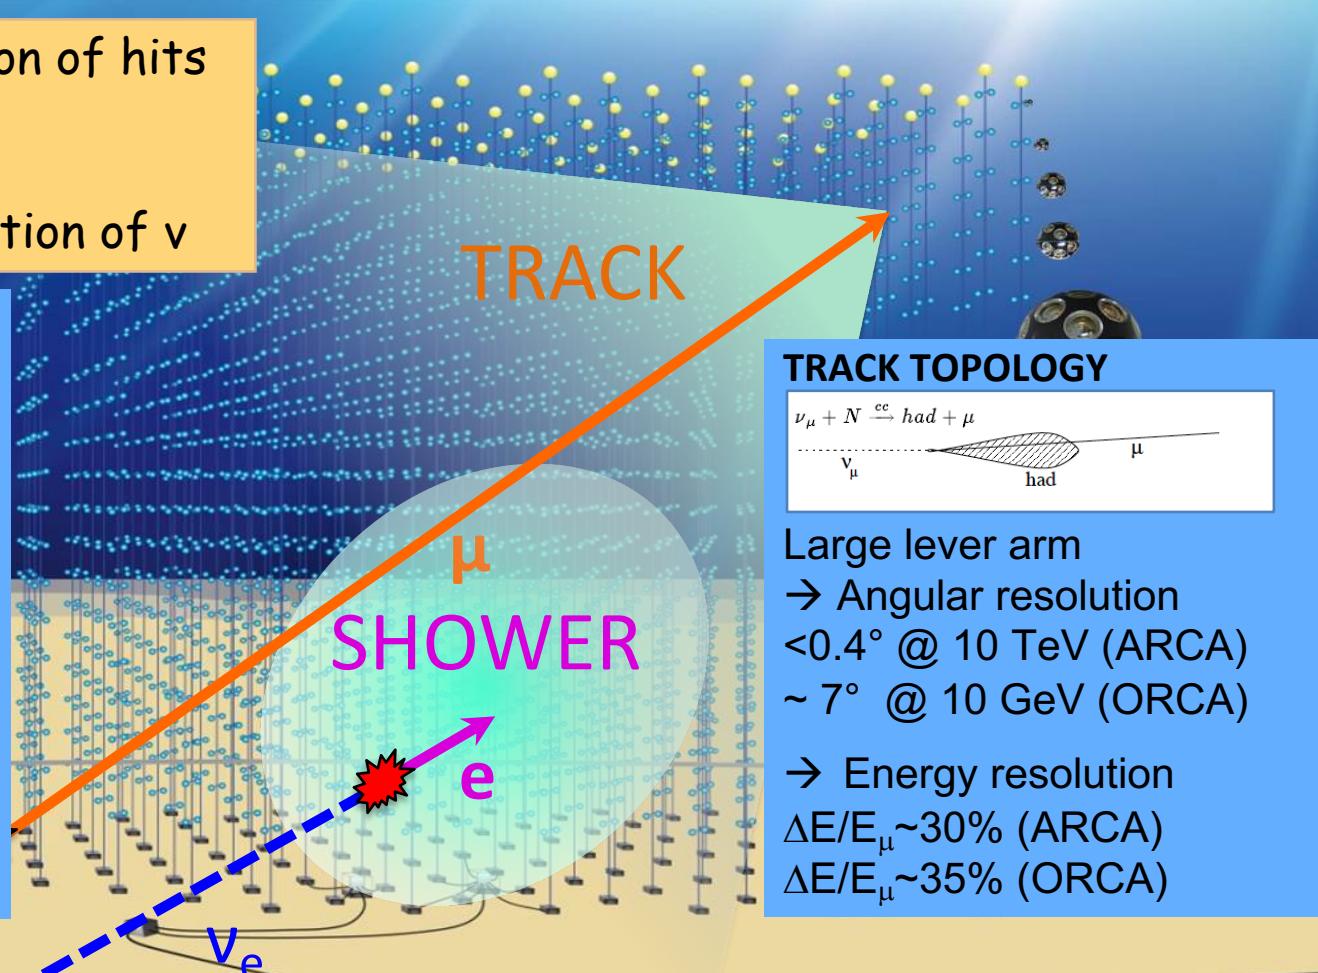 on of hits
tion of ν
TRACK
μ
SHOWER
e
νe
TRACK TOPOLOGY
νμ + N →cc had + μ
νμ
had
μ
Large lever arm
→ Angular resolution
<0.4° @ 10 TeV (ARCA)
~ 7° @ 10 GeV (ORCA)
→ Energy resolution
ΔE/Eμ~30% (ARCA)
ΔE/Eμ~35% (ORCA)